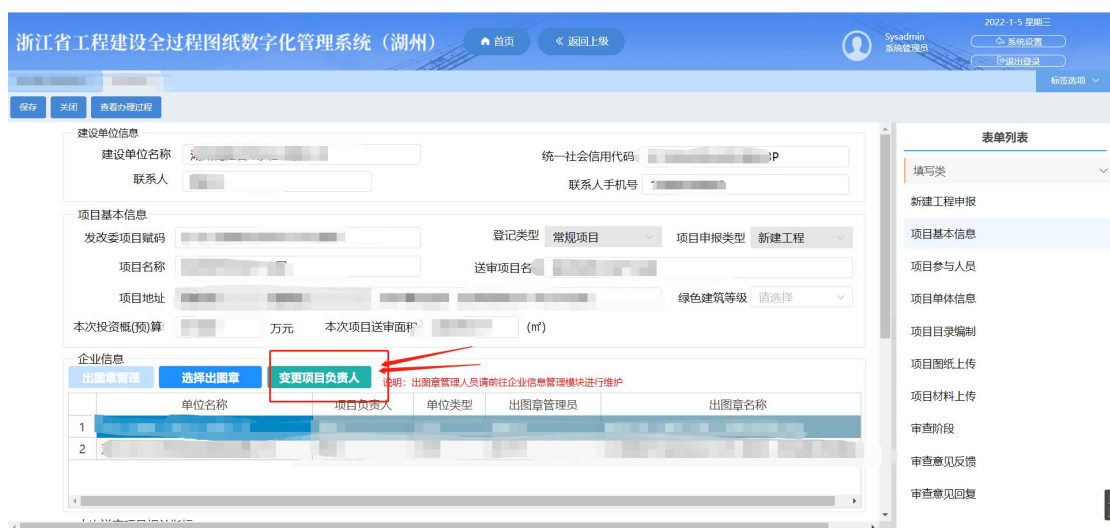 2022-1-5 星期三
浙江省工程建设全过程图纸数字化管理系统（湖州） 首页 《 返回上级 Sysadmin 系统设置
系统管理员 退出登录
标签选项
保存 关闭 查看办理过程
建设单位信息
建设单位名称 统一社会信用代码 3P
联系人 联系人手机号
项目基本信息
发改委项目赋码 登记类型 常规项目 项目申报类型 新建工程
项目名称 送审项目名
项目地址 绿色建筑等级 请选择
本次投资概(预)算 万元 本次项目送审面积 (㎡)
企业信息
出图章管理 选择出图章 变更项目负责人 说明：出图章管理人员请前往企业信息管理模块进行维护
单位名称 项目负责人 单位类型 出图章管理员 出图章名称
1
2
表单列表
填写类
新建工程申报
项目基本信息
项目参与人员
项目单体信息
项目目录编制
项目图纸上传
项目材料上传
审查阶段
审查意见反馈
审查意见回复